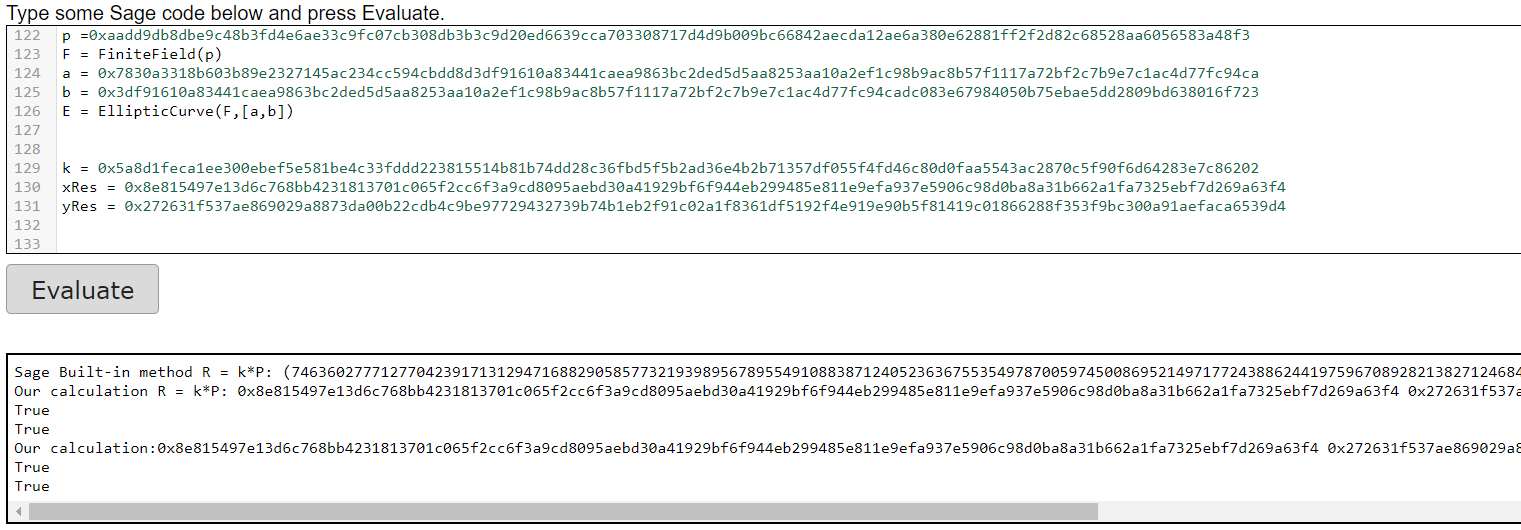 Type some Sage code below and press Evaluate.
122 p =0xaadd9db8dbe9c48b3fd4e6ae33c9fc07cb308db3b3c9d20ed6639cca703308717d4d9b009bc66842aecda12ae6a380e62881ff2f2d82c68528aa6056583a48f3
123 F = FiniteField(p)
124 a = 0x7830a3318b603b89e2327145ac234cc594cbdd8d3df91610a83441caea9863bc2ded5d5aa8253aa10a2ef1c98b9ac8b57f1117a72bf2c7b9e7c1ac4d77fc94ca
125 b = 0x3df91610a83441caea9863bc2ded5d5aa8253aa10a2ef1c98b9ac8b57f1117a72bf2c7b9e7c1ac4d77fc94cadc083e67984050b75ebae5dd2809bd638016f723
126 E = EllipticCurve(F,[a,b])
127
128
129 k = 0x5a8d1feca1ee300ebef5e581be4c33fddd223815514b81b74dd28c36fbd5f5b2ad36e4b2b71357df055f4fd46c80d0faa5543ac2870c5f90f6d64283e7c86202
130 xRes = 0x8e815497e13d6c768bb4231813701c065f2cc6f3a9cd8095aebd30a41929bf6f944eb299485e811e9efa937e5906c98d0ba8a31b662a1fa7325ebf7d269a63f4
131 yRes = 0x272631f537ae869029a8873da00b22cdb4c9be97729432739b74b1eb2f91c02a1f8361df5192f4e919e90b5f81419c01866288f353f9bc300a91aefaca6539d4
132
133
Evaluate
Sage Built-in method R = k*P: (7463602777127704239171312947168829058577321939895678955491088387124052363675535497870059745008695214971772438862441975967089282138271246​84
Our calculation R = k*P: 0x8e815497e13d6c768bb4231813701c065f2cc6f3a9cd8095aebd30a41929bf6f944eb299485e811e9efa937e5906c98d0ba8a31b662a1fa7325ebf7d269a63f4 0x272631f537a
True
True
Our calculation:0x8e815497e13d6c768bb4231813701c065f2cc6f3a9cd8095aebd30a41929bf6f944eb299485e811e9efa937e5906c98d0ba8a31b662a1fa7325ebf7d269a63f4 0x272631f537ae869029a8
True
True